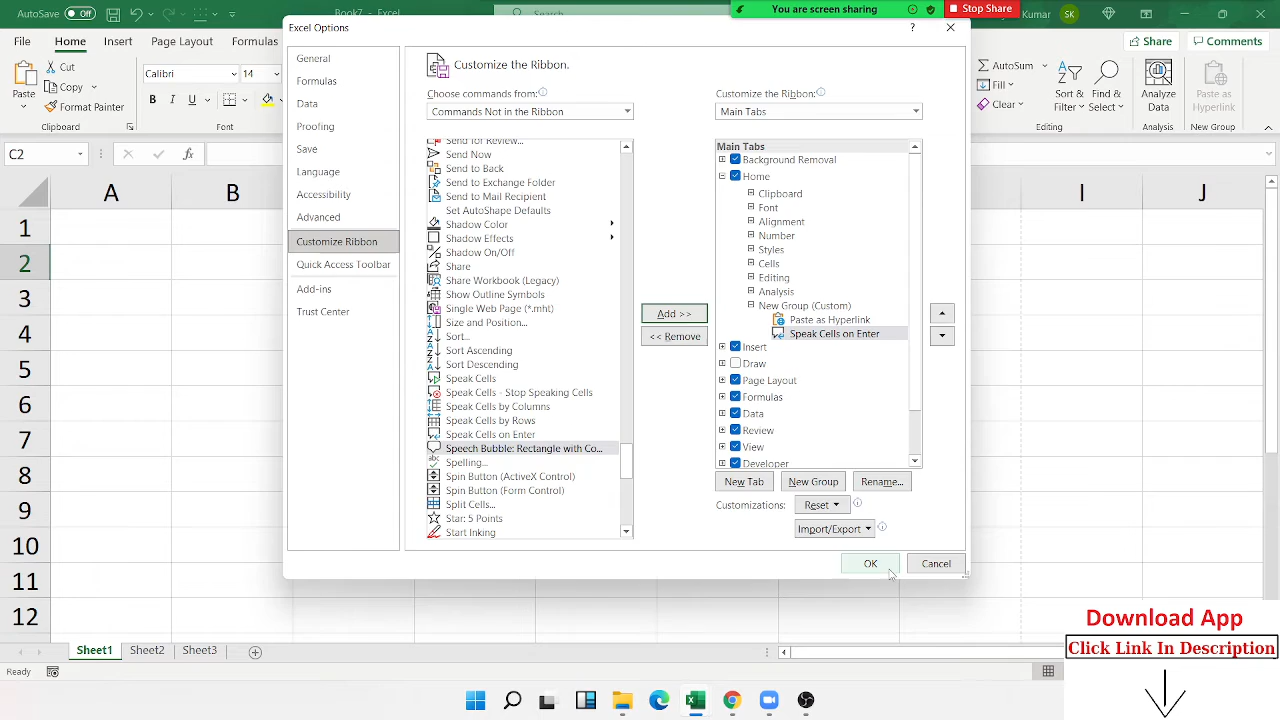 AutoSave Off
Book7 - Excel
Search
You are screen sharing
Stop Share
Kumar SK
File Home Insert Page Layout Formulas
Share Comments
Cut
Copy
Format Painter
Paste
Clipboard
Calibri 14
B I U
AutoSum
Fill
Clear
Sort & Filter
Find & Select
Editing
Analyze Data
Analysis
Paste as Hyperlink
New Group
C2
fx
Excel Options
General
Formulas
Data
Proofing
Save
Language
Accessibility
Advanced
Customize Ribbon
Quick Access Toolbar
Add-ins
Trust Center
Customize the Ribbon.
Choose commands from:
Commands Not in the Ribbon
Send for Review...
Send Now
Send to Back
Send to Exchange Folder
Send to Mail Recipient
Set AutoShape Defaults
Shadow Color
Shadow Effects
Shadow On/Off
Share
Share Workbook (Legacy)
Show Outline Symbols
Single Web Page (*.mht)
Size and Position...
Sort...
Sort Ascending
Sort Descending
Speak Cells
Speak Cells - Stop Speaking Cells
Speak Cells by Columns
Speak Cells by Rows
Speak Cells on Enter
Speech Bubble: Rectangle with Co...
Spelling...
Spin Button (ActiveX Control)
Spin Button (Form Control)
Split Cells...
Star: 5 Points
Start Inking
Add >>
<< Remove
Customize the Ribbon:
Main Tabs
Main Tabs
Background Removal
Home
Clipboard
Font
Alignment
Number
Styles
Cells
Editing
Analysis
New Group (Custom)
Paste as Hyperlink
Speak Cells on Enter
Insert
Draw
Page Layout
Formulas
Data
Review
View
Developer
New Tab New Group Rename...
Customizations: Reset
Import/Export
OK Cancel
A B I J
1
2
3
4
5
6
7
8
9
10
11
12
Sheet1 Sheet2 Sheet3
Ready
Download App
Click Link In Description